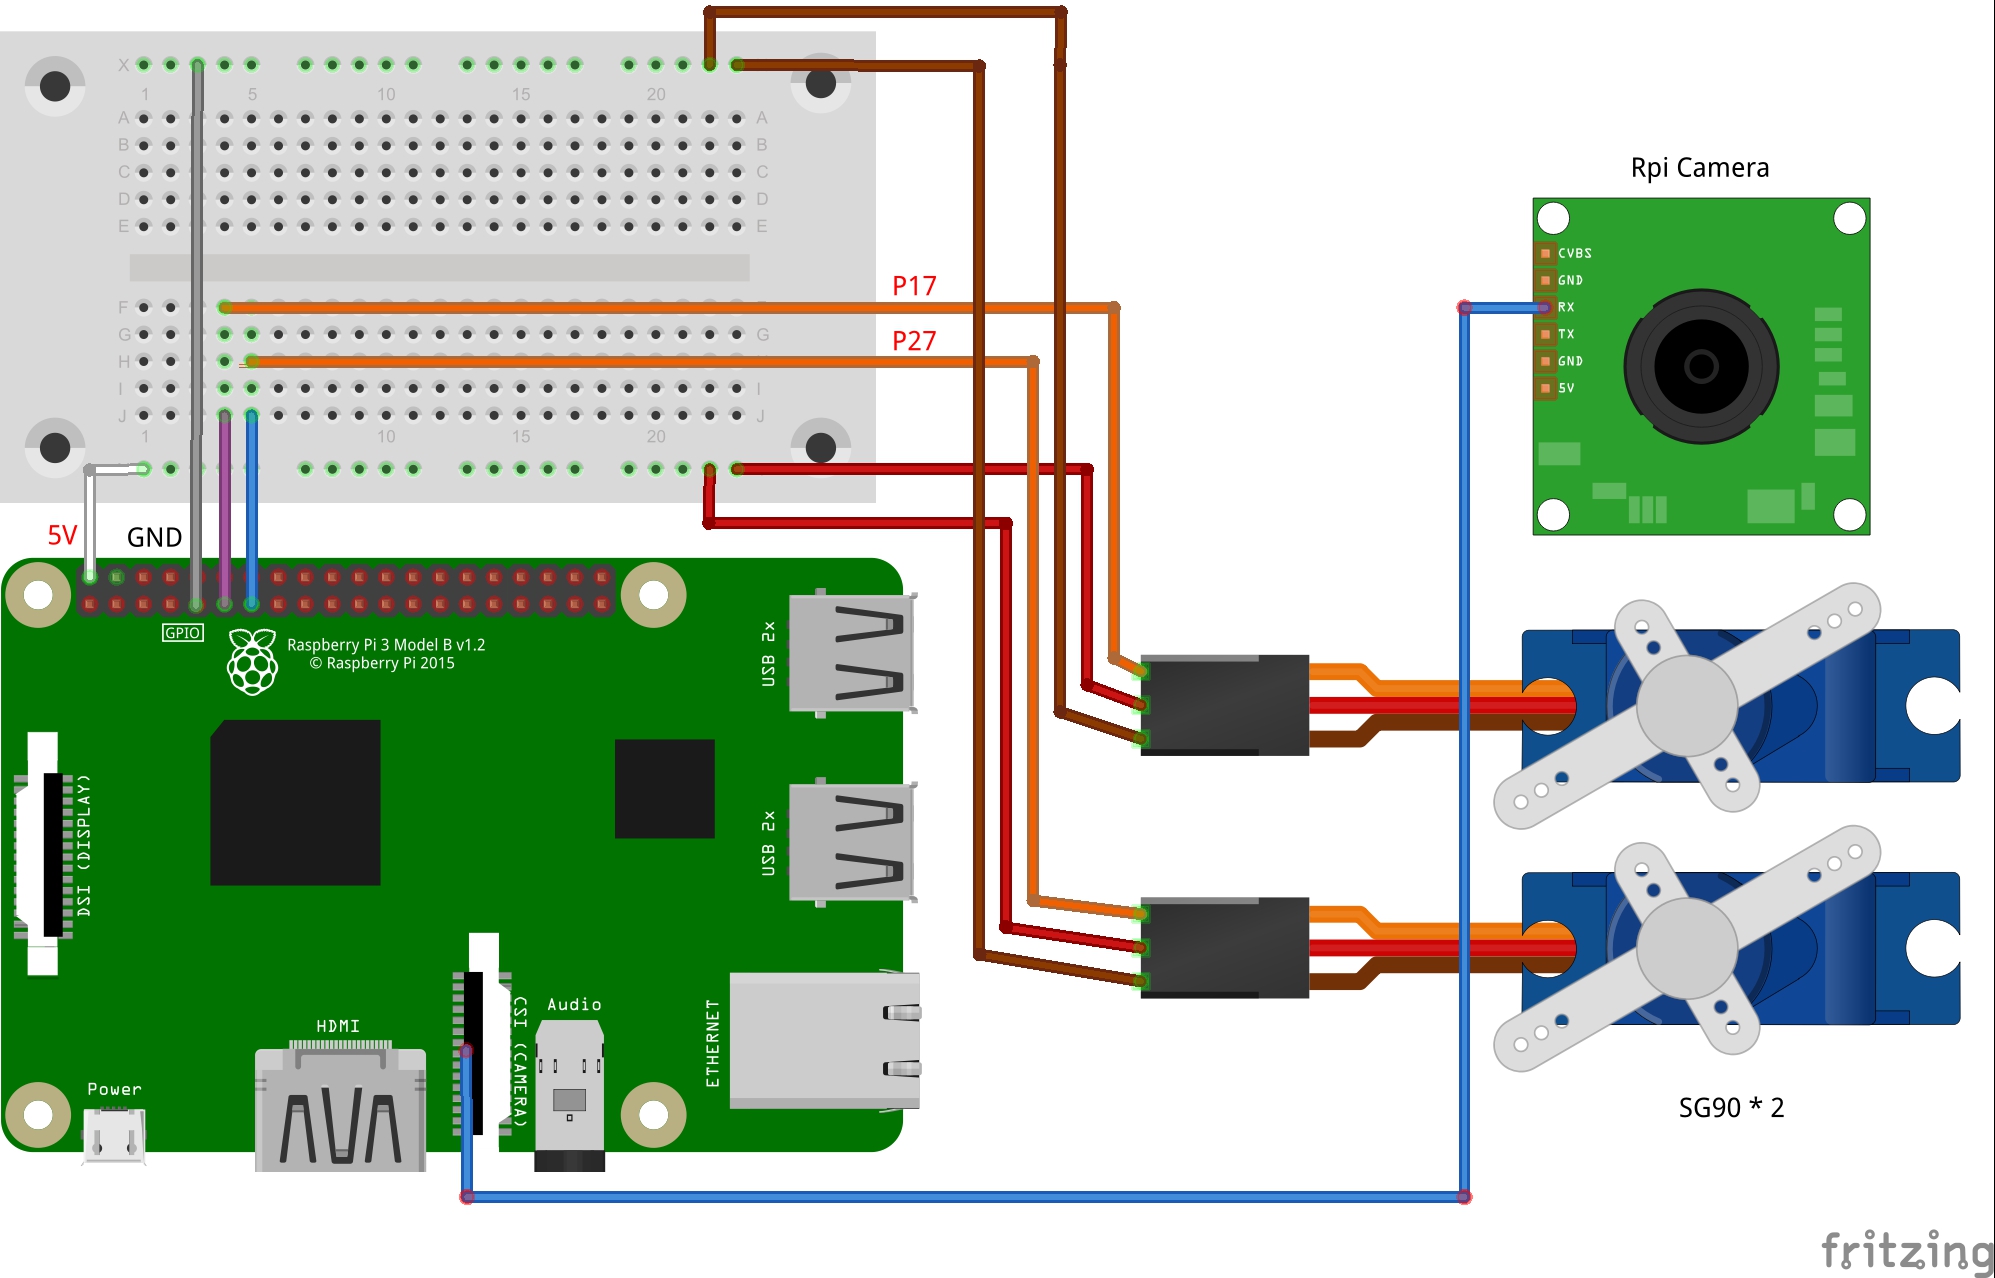 X
1 5 10 15 20
A A
B B
C C
D D
E E
F
G G
H
I I
J J
1 10 15 20
P17
P27
5V
GND
Rpi Camera
CVBS
GND
RX
TX
GND
5V
GPIO
Raspberry Pi 3 Model B v1.2
© Raspberry Pi 2015
USB 2x
USB 2x
DSI (DISPLAY)
CSI (CAMERA)
Audio
HDMI
ETHERNET
Power
SG90 * 2
fritzing